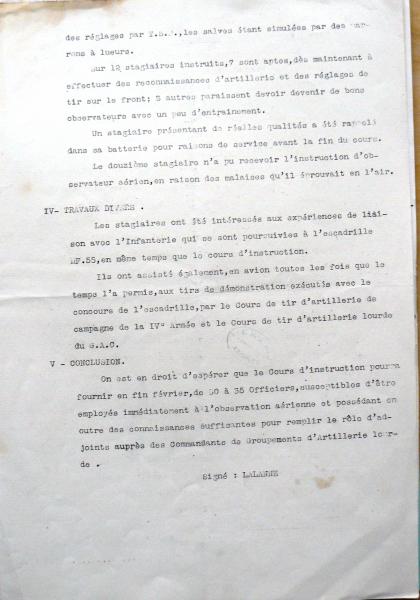 des réglages par T.S.F.,les salves étant simulées par des mar-
rons à lueurs.
Sur 12 stagiaires instruits,7 sont aptes,dès maintenant à
effectuer des reconnaissances d'artillerie et des réglages de
tir sur le front; 3 autres paraissent devoir devenir de bons
observateurs avec un peu d'entrainement.
Un stagiaire présentant de réelles qualités a été rappelé
dans sa batterie pour raisons de service avant la fin du cours.
Le douzième stagiaire n'a pu recevoir l'instruction d'ob-
servateur aérien,en raison des malaises qu'il éprouvait en l'air.
IV- TRAVAUX DIVERS .
Les stagiaires ont été intéressés aux expériences de liai-
son avec l'Infanterie qui se sont poursuivies à l'escadrille
MF.55,en même temps que le cours d'instruction.
Ils ont assisté également,en avion toutes les fois que le
temps l'a permis,aux tirs de démonstration exécutés avec le
concours de l'escadrille,par le Cours de tir d'artillerie de
campagne de la IV° Armée et le Cours de tir d'artillerie lourde
du G.A.C.
V - CONCLUSION.
On est en droit d'espérer que le Cours d'instruction pourra
fournir en fin février,de 30 à 35 Officiers,susceptibles d'être
employés immédiatement à l'observation aérienne et possédant en
outre des connaissances suffisantes pour remplir le rôle d'ad-
joints auprès des Commandants de Groupements d'Artillerie lour-
de .
Signé : LALANNE